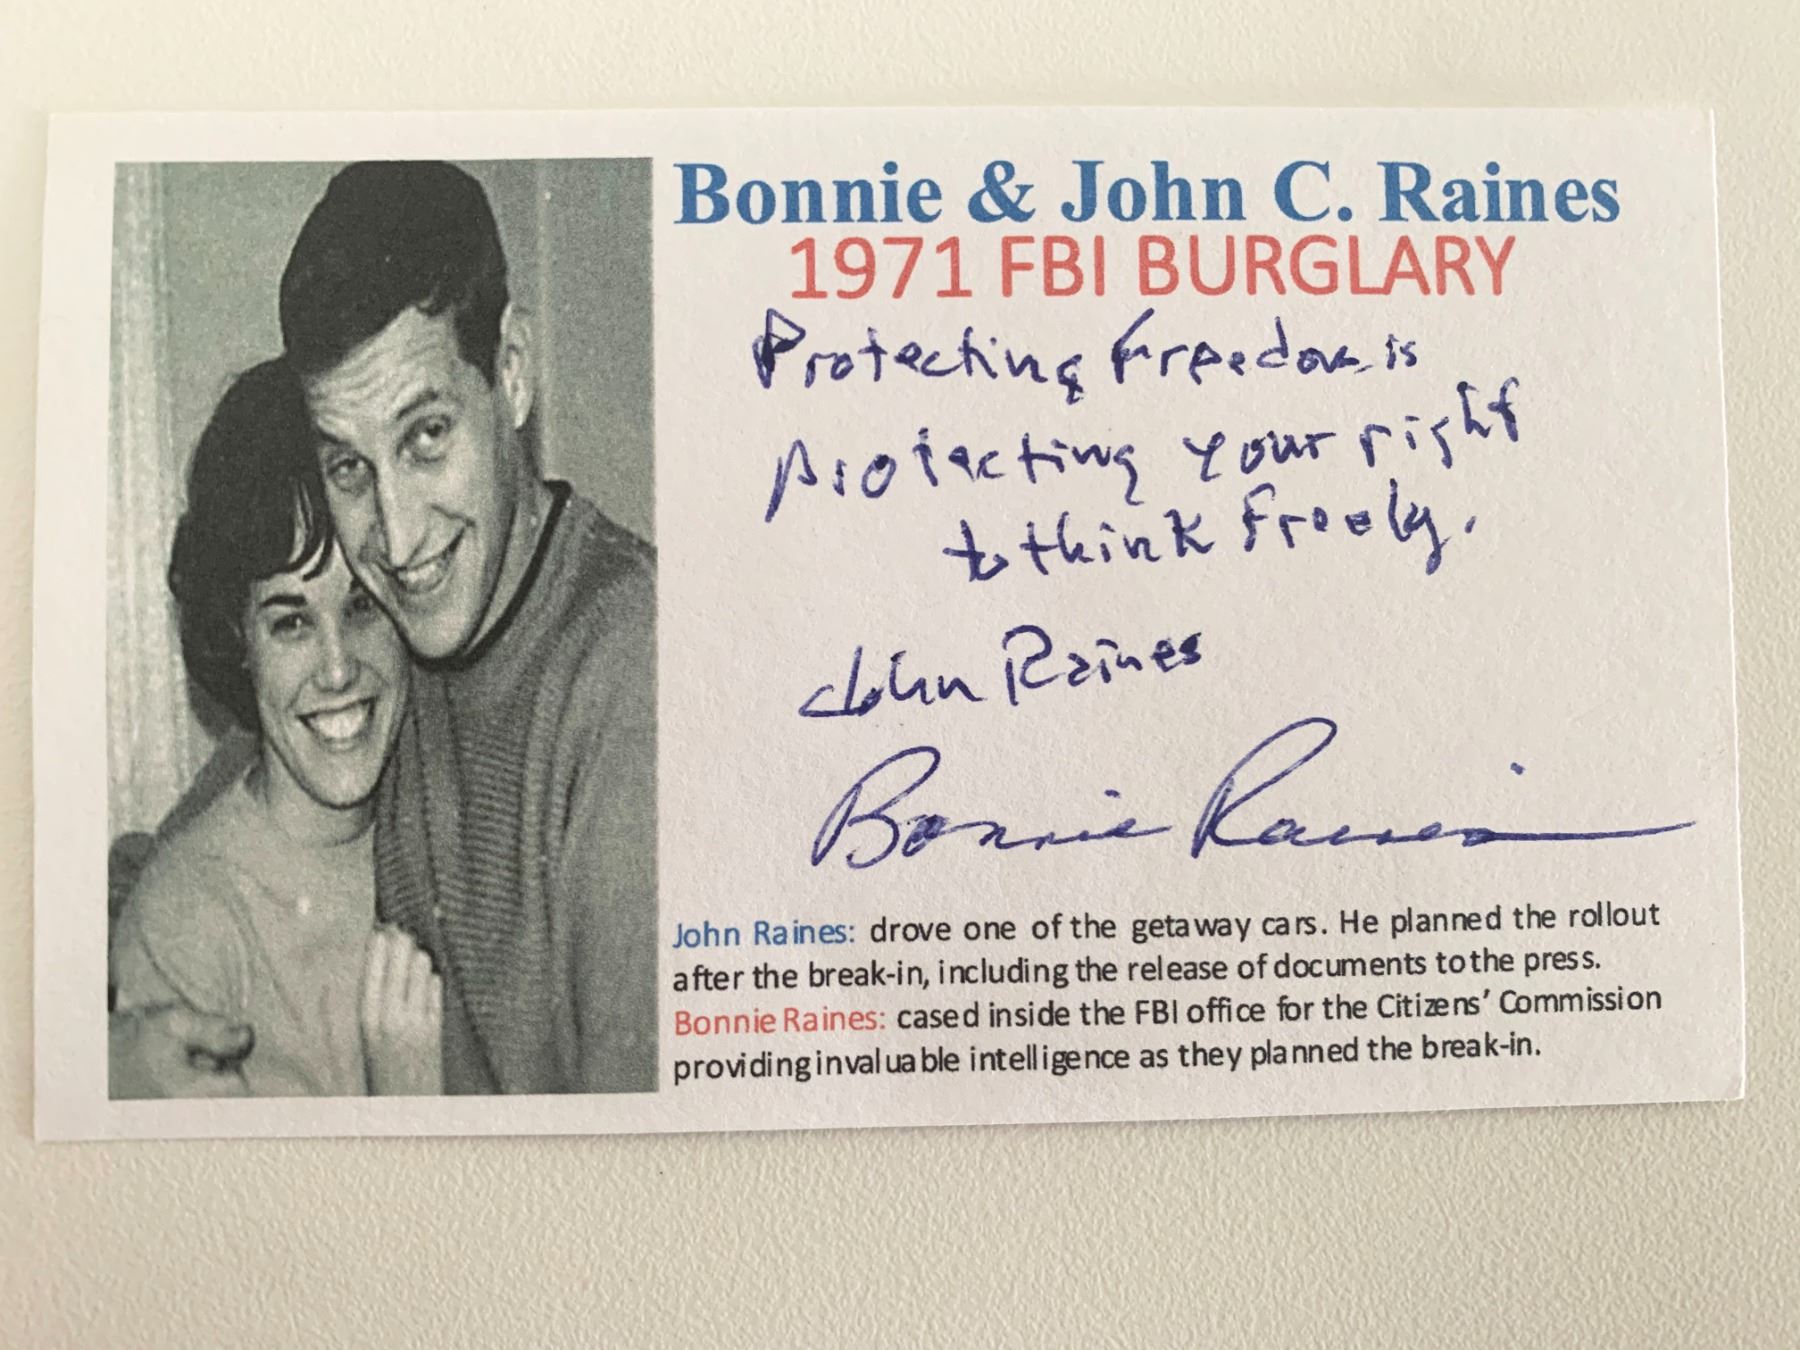 Bonnie & John C. Raines
1971 FBI BURGLARY
Protecting Freedom is
protecting your right
to think freely.
John Raines
Bonnie Raines
John Raines: drove one of the getaway cars. He planned the rollout
after the break-in, including the release of documents to the press.
Bonnie Raines: cased inside the FBI office for the Citizens' Commission
providing invaluable intelligence as they planned the break-in.